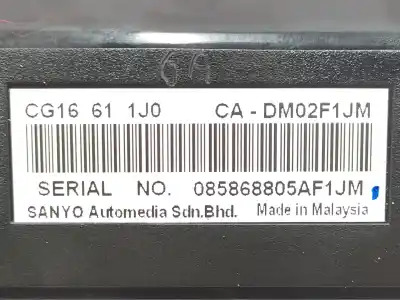 6A
CG16 61 1J0 CA - DM02F1JM
SERIAL NO. 085868805AF1JM
SANYO Automedia Sdn.Bhd. Made in Malaysia